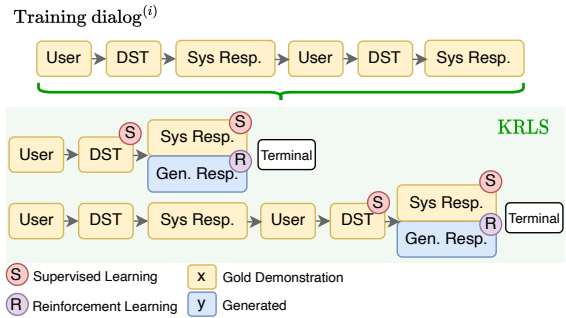 Training dialog(i)
User DST Sys Resp. User DST Sys Resp.
KRLS
User DST S Sys Resp. S
Gen. Resp. R Terminal
User DST Sys Resp. User DST S Sys Resp. S
Gen. Resp. R Terminal
S Supervised Learning x Gold Demonstration
R Reinforcement Learning y Generated